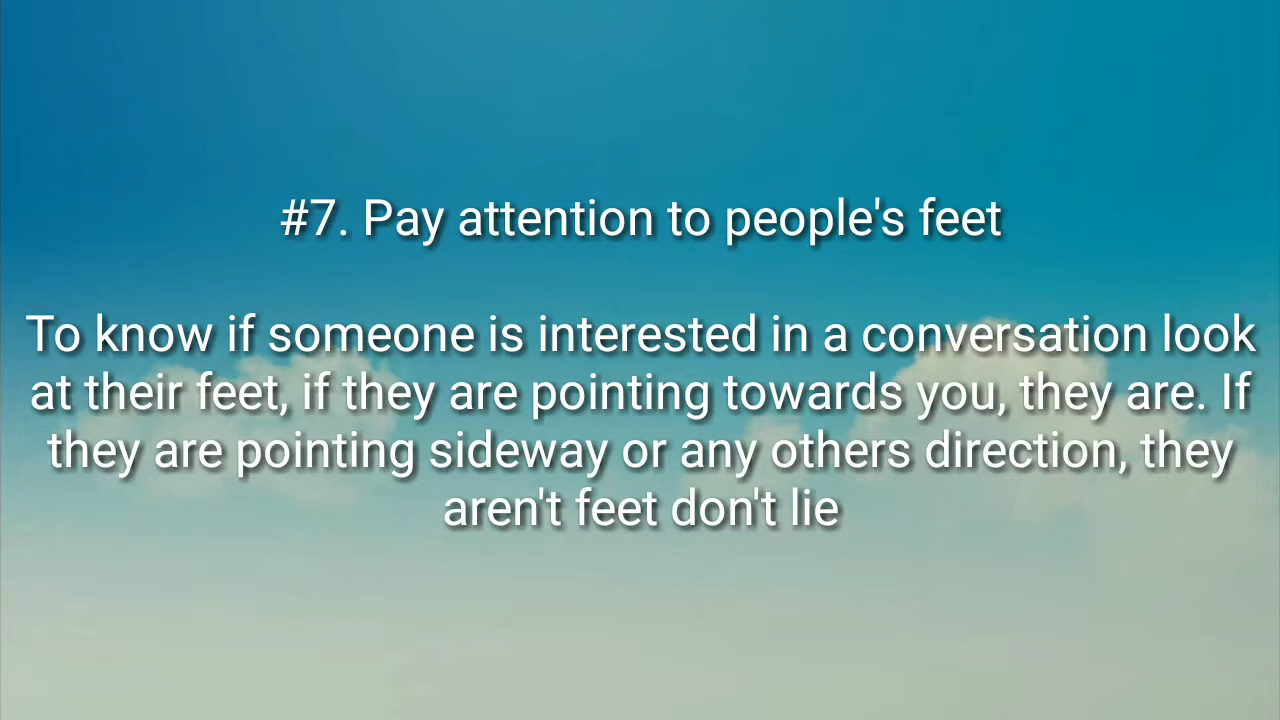 #7. Pay attention to people's feet
To know if someone is interested in a conversation look
at their feet, if they are pointing towards you, they are. If
they are pointing sideway or any others direction, they
aren't feet don't lie